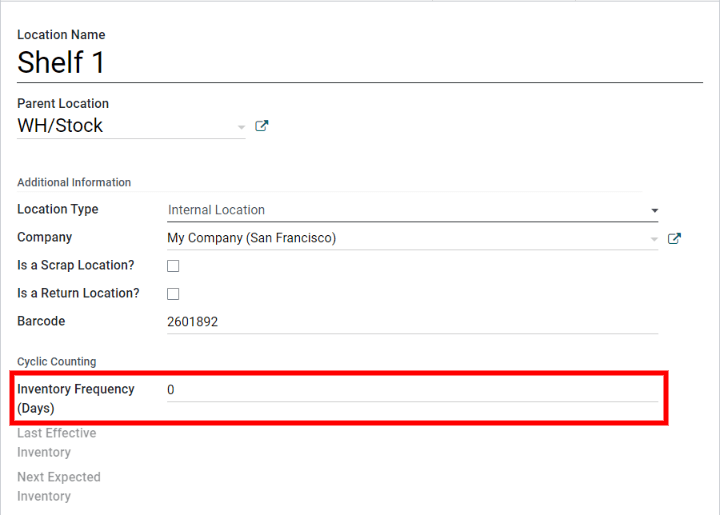 Location Name
Shelf 1
Parent Location
WH/Stock
Additional Information
Location Type Internal Location
Company My Company (San Francisco)
Is a Scrap Location?
Is a Return Location?
Barcode 2601892
Cyclic Counting
Inventory Frequency 0
(Days)
Last Effective
Inventory
Next Expected
Inventory